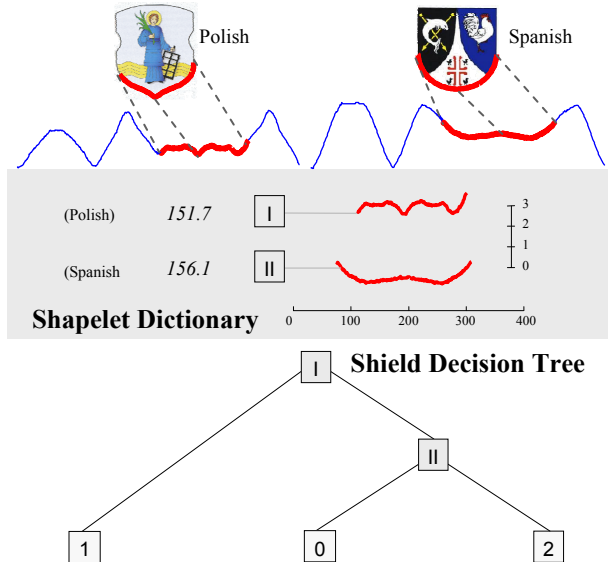 Polish
Spanish
(Polish) 151.7 I
3
2
1
0
(Spanish 156.1 II
Shapelet Dictionary
0 100 200 300 400
Shield Decision Tree
I
II
1 0 2